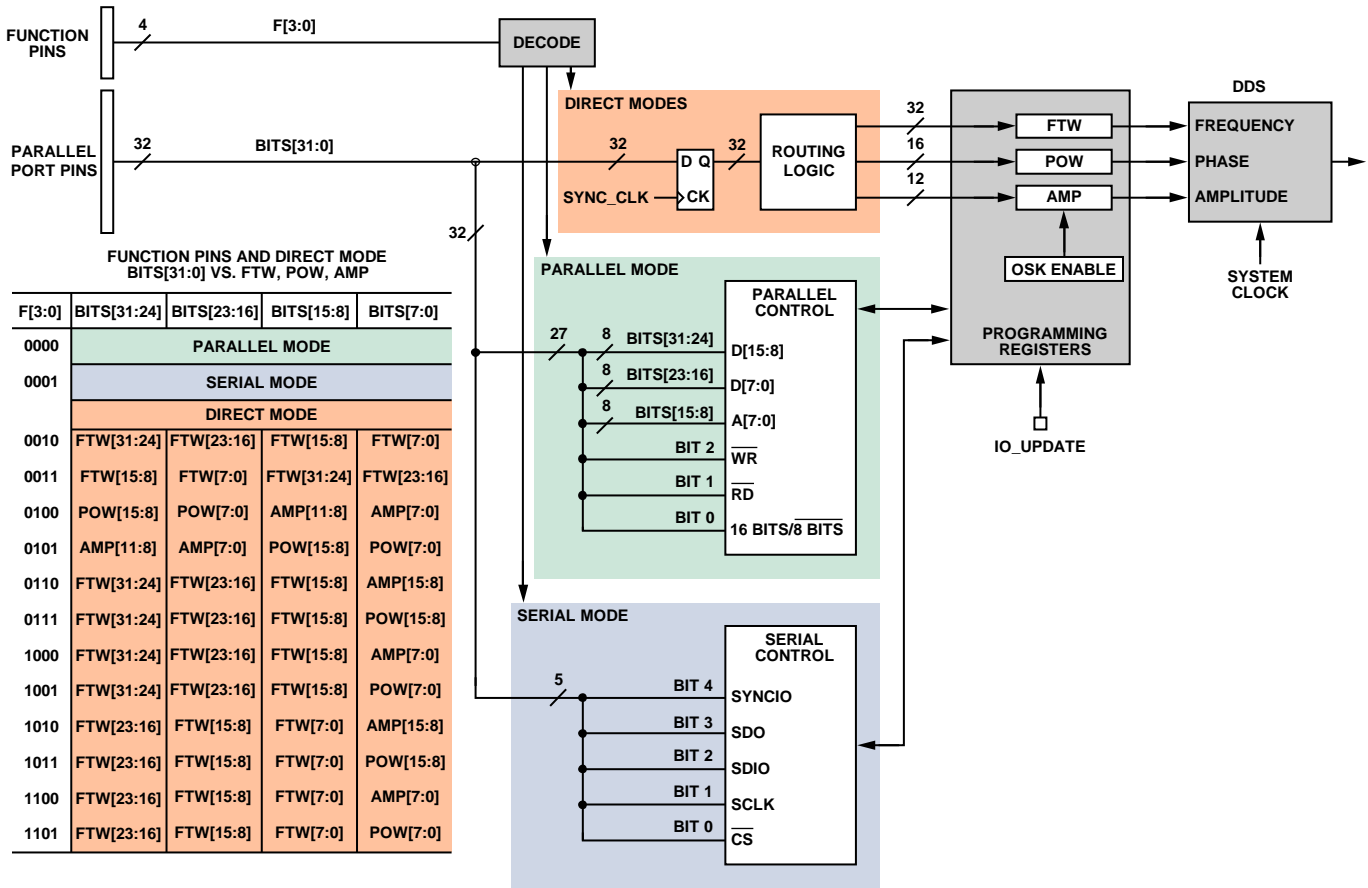 FUNCTION
PINS
4
F[3:0]
DECODE
PARALLEL
PORT PINS
32
BITS[31:0]
32
DIRECT MODES
32
D Q
CK
SYNC_CLK
32
ROUTING
LOGIC
32
16
12
FTW
POW
AMP
OSK ENABLE
PROGRAMMING
REGISTERS
IO_UPDATE
DDS
FREQUENCY
PHASE
AMPLITUDE
SYSTEM
CLOCK
FUNCTION PINS AND DIRECT MODE
BITS[31:0] VS. FTW, POW, AMP
F[3:0] BITS[31:24] BITS[23:16] BITS[15:8] BITS[7:0]
0000 PARALLEL MODE
0001 SERIAL MODE
DIRECT MODE
0010 FTW[31:24] FTW[23:16] FTW[15:8] FTW[7:0]
0011 FTW[15:8] FTW[7:0] FTW[31:24] FTW[23:16]
0100 POW[15:8] POW[7:0] AMP[11:8] AMP[7:0]
0101 AMP[11:8] AMP[7:0] POW[15:8] POW[7:0]
0110 FTW[31:24] FTW[23:16] FTW[15:8] AMP[15:8]
0111 FTW[31:24] FTW[23:16] FTW[15:8] POW[15:8]
1000 FTW[31:24] FTW[23:16] FTW[15:8] AMP[7:0]
1001 FTW[31:24] FTW[23:16] FTW[15:8] POW[7:0]
1010 FTW[23:16] FTW[15:8] FTW[7:0] AMP[15:8]
1011 FTW[23:16] FTW[15:8] FTW[7:0] POW[15:8]
1100 FTW[23:16] FTW[15:8] FTW[7:0] AMP[7:0]
1101 FTW[23:16] FTW[15:8] FTW[7:0] POW[7:0]
PARALLEL MODE
PARALLEL
CONTROL
27
8 BITS[31:24] D[15:8]
8 BITS[23:16] D[7:0]
8 BITS[15:8] A[7:0]
BIT 2 WR
BIT 1 RD
BIT 0 16 BITS/8 BITS
SERIAL MODE
SERIAL
CONTROL
5
BIT 4 SYNCIO
BIT 3 SDO
BIT 2 SDIO
BIT 1 SCLK
BIT 0 CS